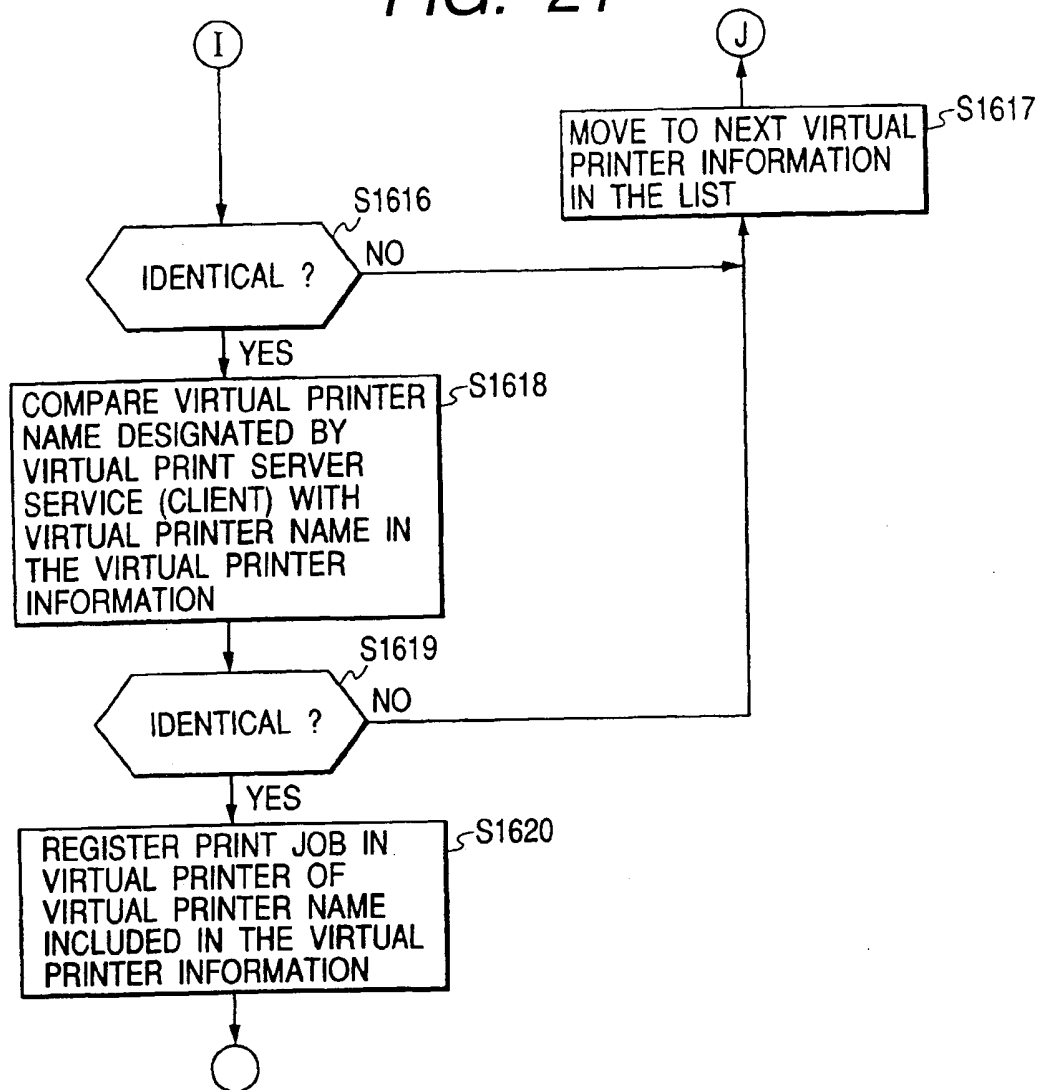 FIG. 21
I
J
S1617
MOVE TO NEXT VIRTUAL
PRINTER INFORMATION
IN THE LIST
S1616
IDENTICAL ?
NO
YES
S1618
COMPARE VIRTUAL PRINTER
NAME DESIGNATED BY
VIRTUAL PRINT SERVER
SERVICE (CLIENT) WITH
VIRTUAL PRINTER NAME IN
THE VIRTUAL PRINTER
INFORMATION
S1619
IDENTICAL ?
NO
YES
S1620
REGISTER PRINT JOB IN
VIRTUAL PRINTER OF
VIRTUAL PRINTER NAME
INCLUDED IN THE VIRTUAL
PRINTER INFORMATION